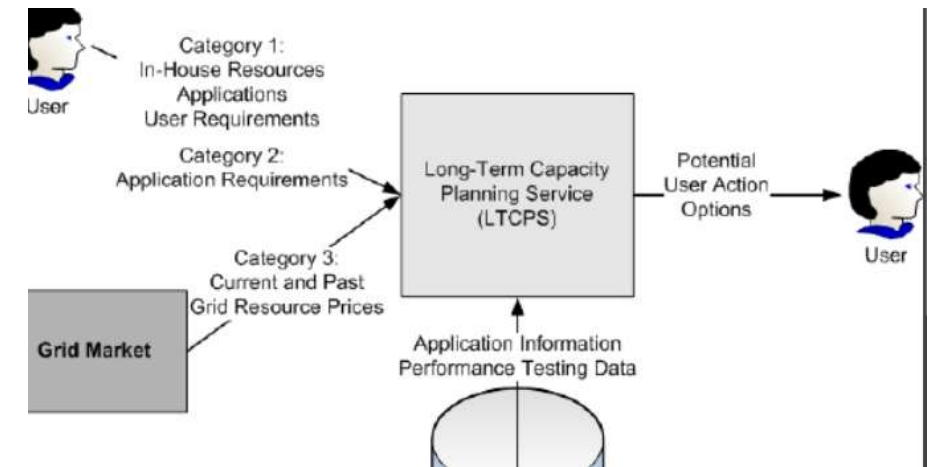 Category 1:
In-House Resources
Applications
User Requirements
User
Category 2:
Application Requirements
Long-Term Capacity
Planning Service
(LTCPS)
Potential
User Action
Options
User
Category 3:
Current and Past
Grid Resource Prices
Grid Market
Application Information
Performance Testing Data